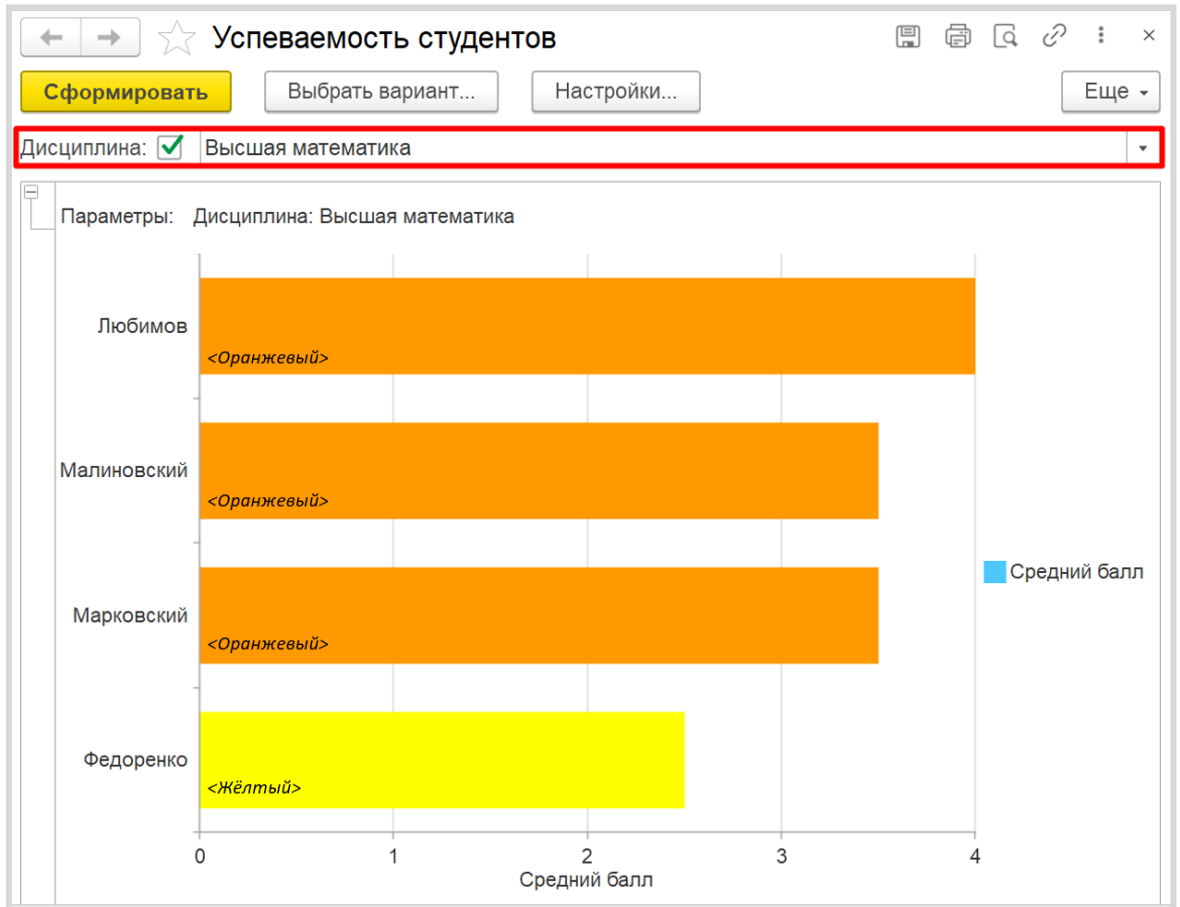 Успеваемость студентов
Сформировать Выбрать вариант... Настройки... Еще
Дисциплина: Высшая математика
Параметры: Дисциплина: Высшая математика
Любимов
<Оранжевый>
Малиновский
<Оранжевый>
Средний балл
Марковский
<Оранжевый>
Федоренко
<Жёлтый>
0 1 2 3 4
Средний балл